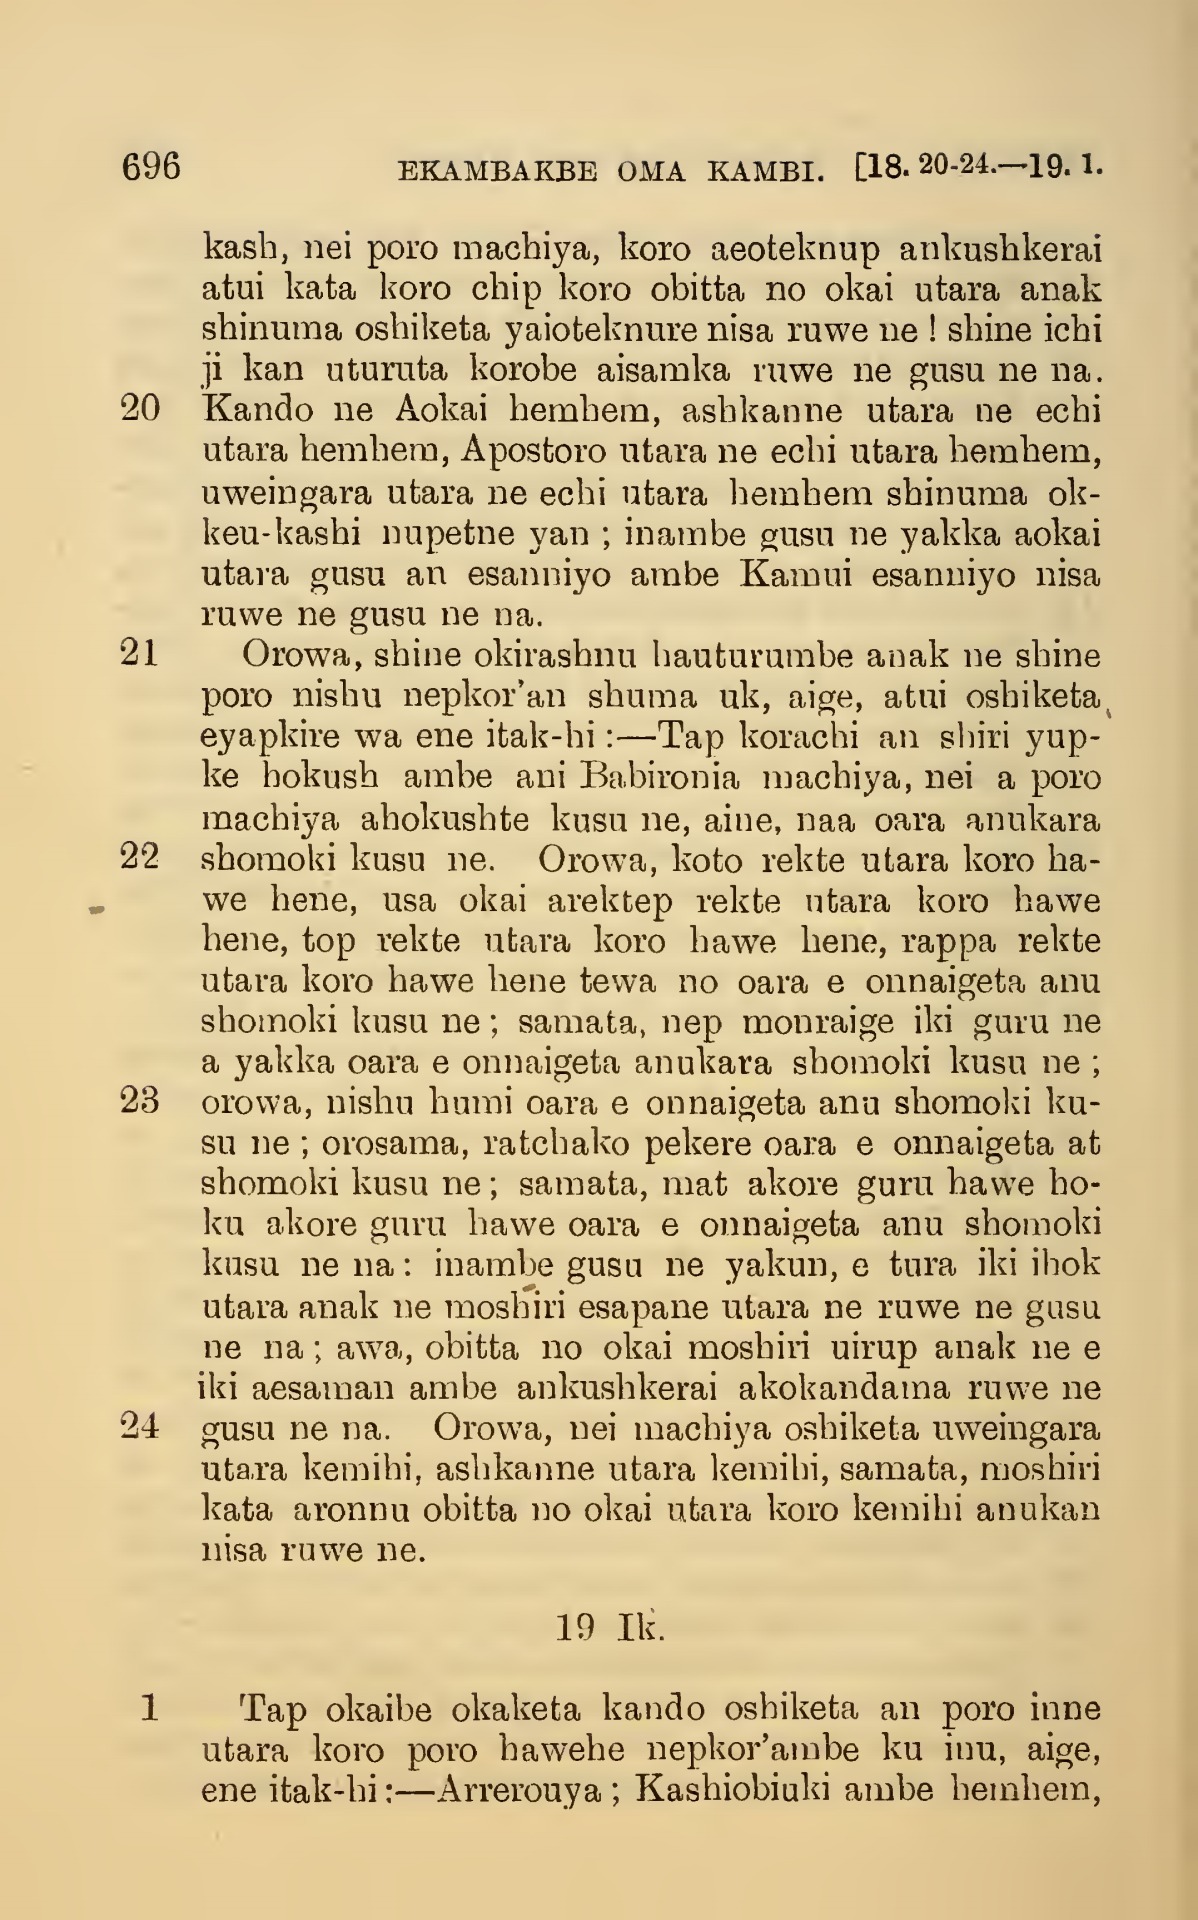 696 EKAMBAKBE OMA KAMBI. [18. 20-24.—19. 1.
kash, nei poro machiya, koro aeoteknup ankushkerai
atui kata koro chip koro obitta no okai utara anak
shinuma oshiketa yaioteknure nisa ruwe ne ! shine ichi
ji kan uturuta korobe aisamka ruwe ne gusu ne na.
20 Kando ne Aokai hemhem, ashkanne utara ne echi
utara hemhem, Apostoro utara ne echi utara hemhem,
uweingara utara ne echi utara hemhem shinuma ok-
keu-kashi nupetne yan ; inambe gusu ne yakka aokai
utara gusu an esanniyo ambe Kamui esanniyo nisa
ruwe ne gusu ne na.
21 Orowa, shine okirashnu hauturumbe anak ne shine
poro nishu nepkor'an shuma uk, aige, atui oshiketa
eyapkire wa ene itak-hi :—Tap korachi an shiri yup-
ke hokush ambe ani Babironia machiya, nei a poro
machiya ahokushte kusu ne, aine, naa oara anukara
22 shomoki kusu ne. Orowa, koto rekte utara koro ha-
we hene, usa okai arektep rekte utara koro hawe
hene, top rekte utara koro hawe hene, rappa rekte
utara koro hawe hene tewa no oara e onnaigeta anu
shomoki kusu ne ; samata, nep monraige iki guru ne
a yakka oara e onnaigeta anukara shomoki kusu ne ;
23 orowa, nishu humi oara e onnaigeta anu shomoki ku-
su ne ; orosama, ratchako pekere oara e onnaigeta at
shomoki kusu ne ; samata, mat akore guru hawe ho-
ku akore guru hawe oara e onnaigeta anu shomoki
kusu ne na : inambe gusu ne yakun, e tura iki ihok
utara anak ne moshiri esapane utara ne ruwe ne gusu
ne na ; awa, obitta no okai moshiri uirup anak ne e
iki aesaman ambe ankushkerai akokandama ruwe ne
24 gusu ne na. Orowa, nei machiya oshiketa uweingara
utara kemihi, ashkanne utara kemihi, samata, moshiri
kata aronnu obitta no okai utara koro kemihi anukan
nisa ruwe ne.
19 Ik.
1 Tap okaibe okaketa kando oshiketa an poro inne
utara koro poro hawehe nepkor'ambe ku inu, aige,
ene itak-hi :—Arrerouya ; Kashiobiuki ambe hemhem,